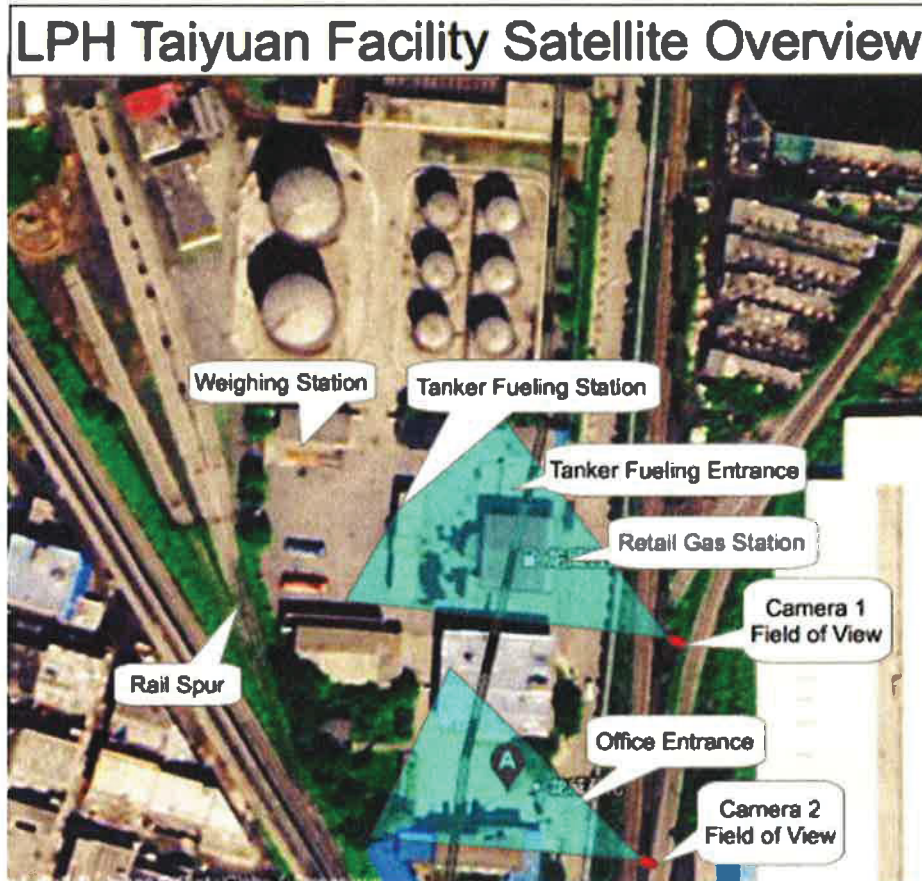 LPH Taiyuan Facility Satellite Overview
Weighing Station
Tanker Fueling Station
Tanker Fueling Entrance
Retail Gas Station
Camera 1
Field of View
Rail Spur
Office Entrance
A
Camera 2
Field of View